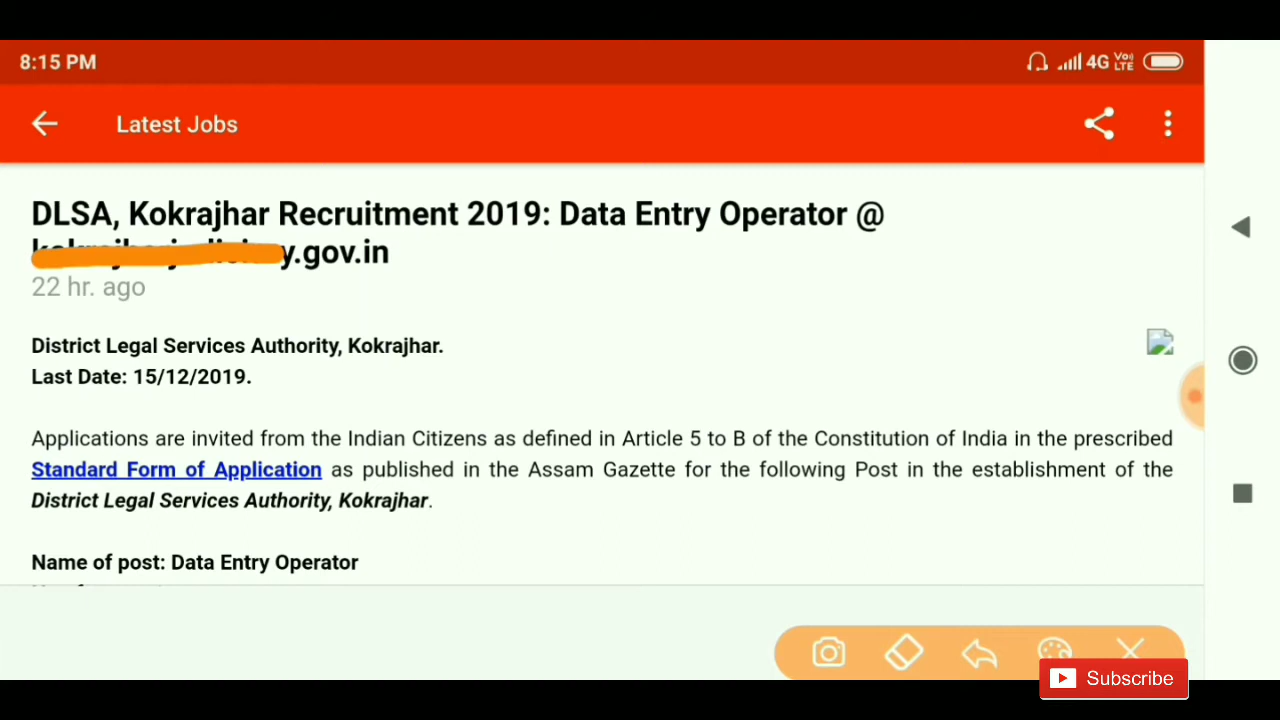 8:15 PM
4G Vo) LTE
Latest Jobs
DLSA, Kokrajhar Recruitment 2019: Data Entry Operator @
y.gov.in
22 hr. ago
District Legal Services Authority, Kokrajhar.
Last Date: 15/12/2019.
Applications are invited from the Indian Citizens as defined in Article 5 to B of the Constitution of India in the prescribed
Standard Form of Application as published in the Assam Gazette for the following Post in the establishment of the
District Legal Services Authority, Kokrajhar.
Name of post: Data Entry Operator
Subscribe